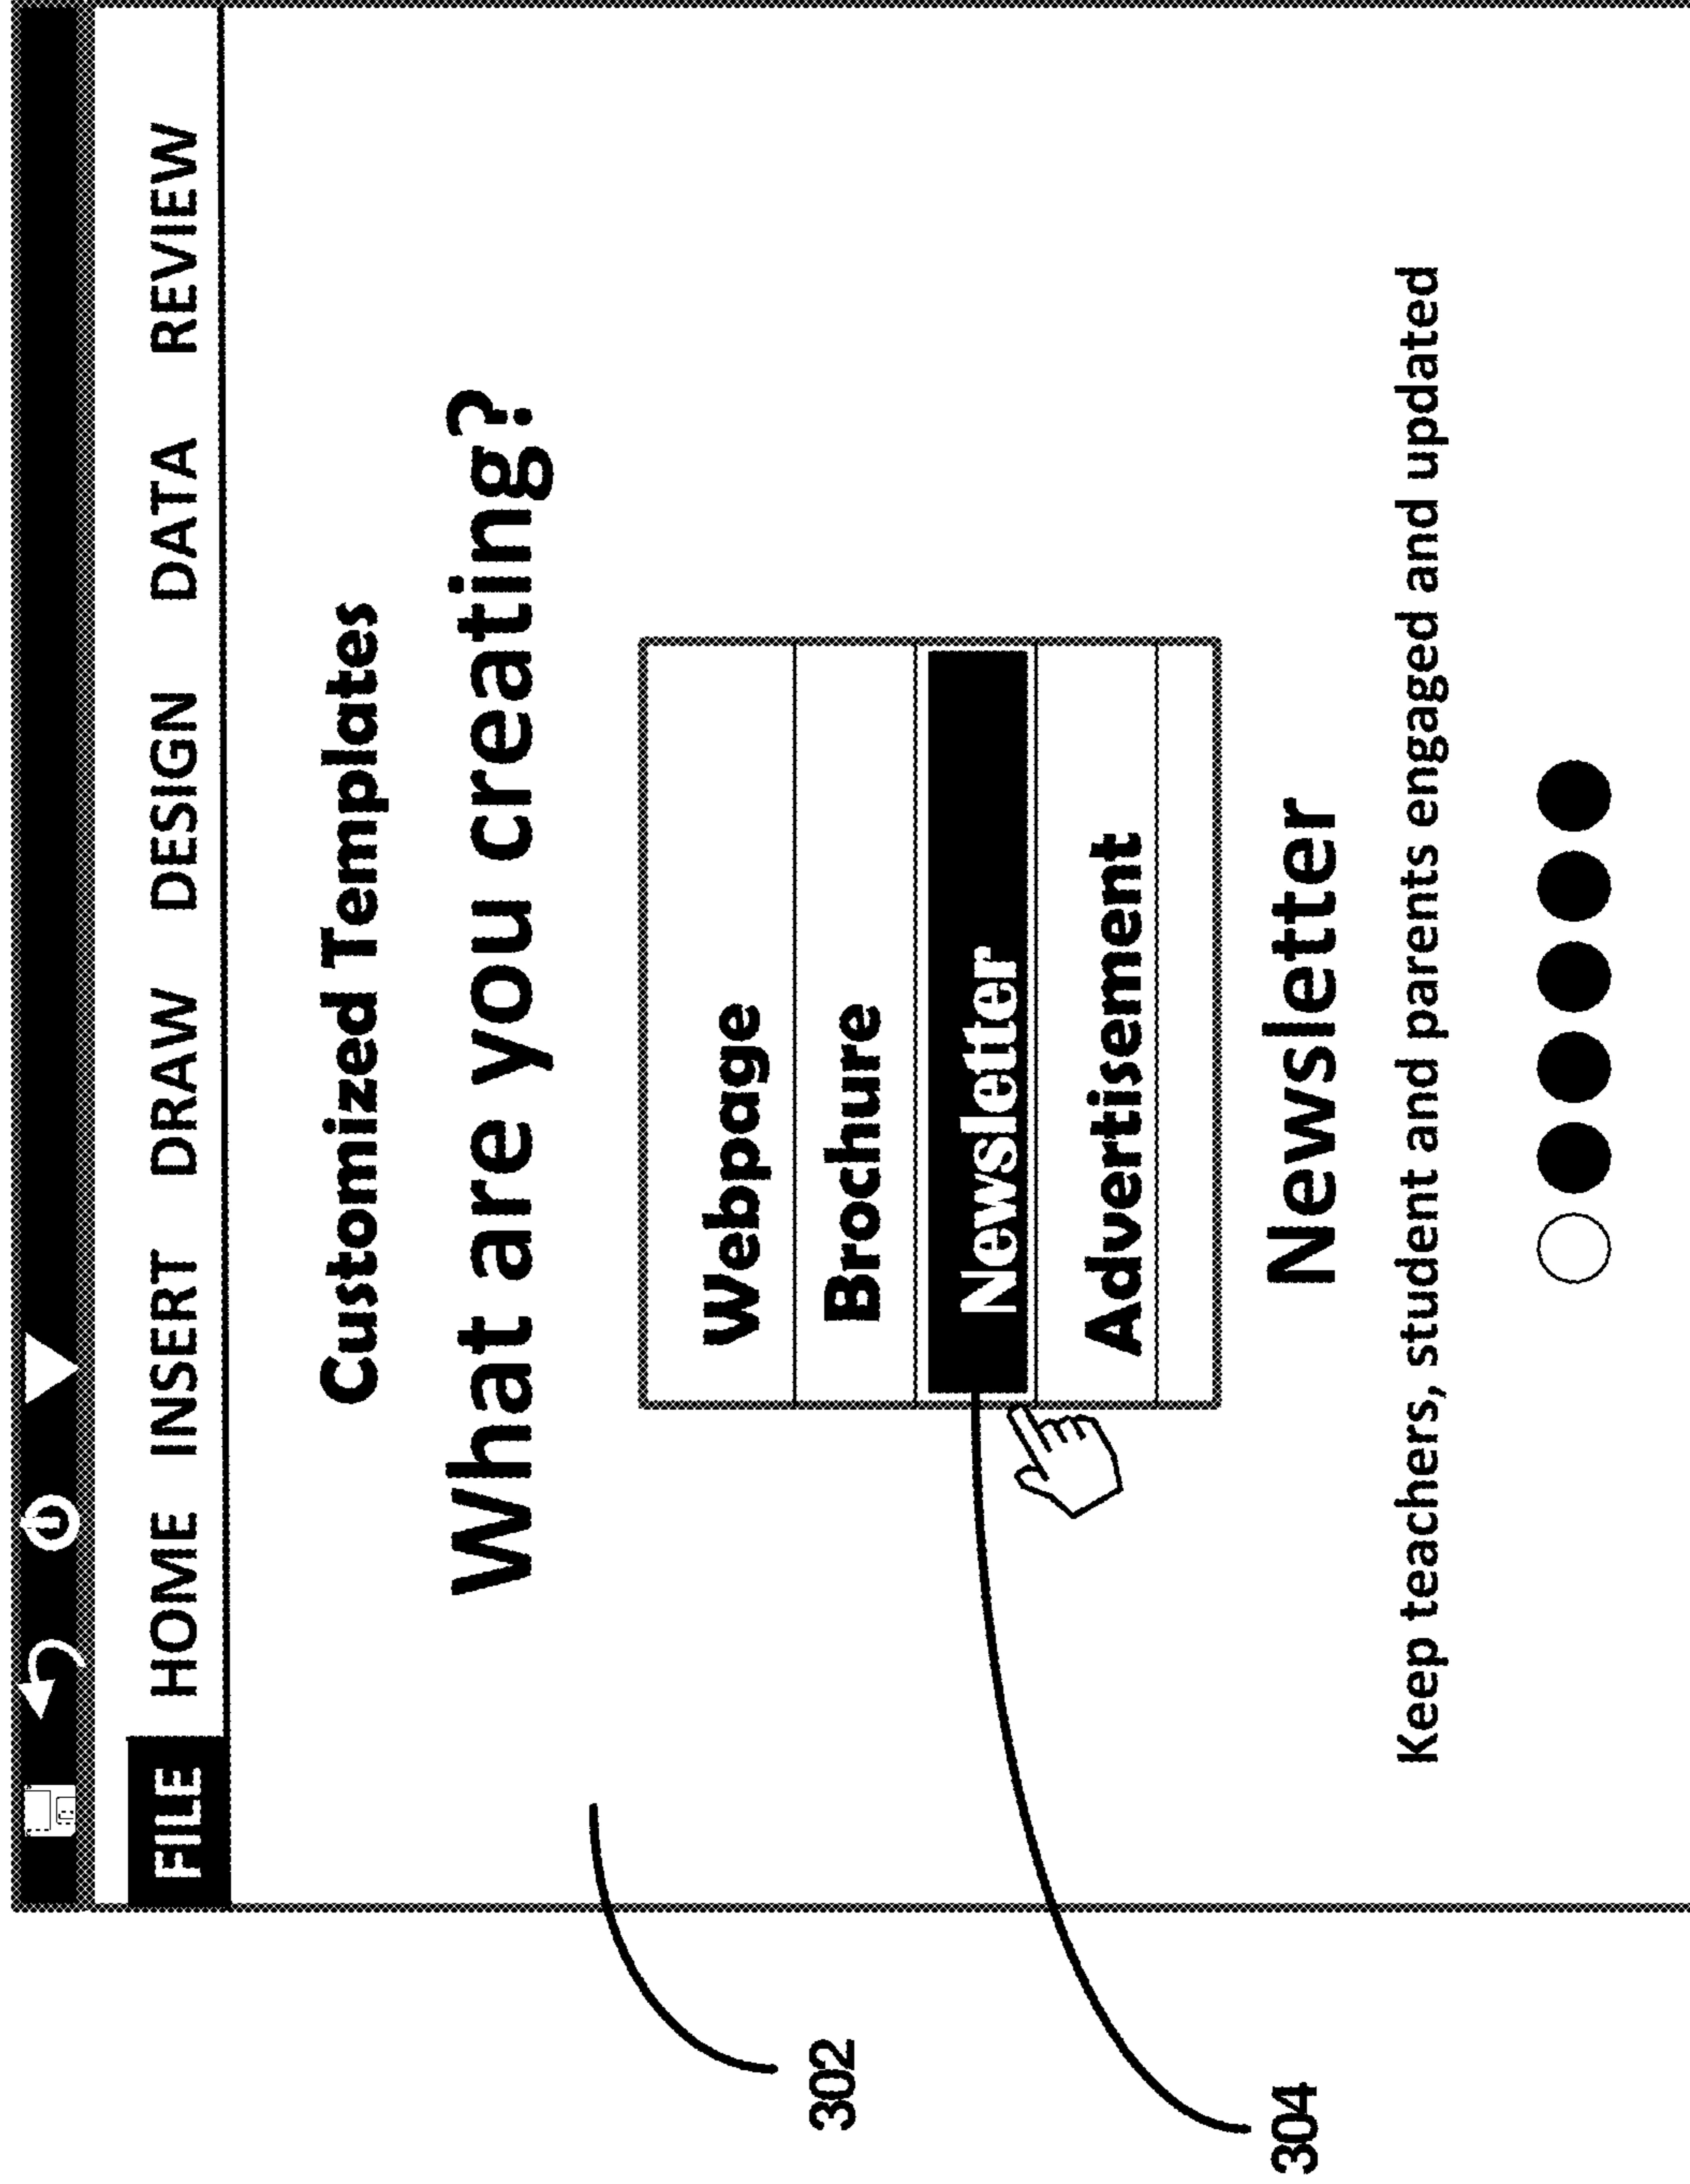 FILE HOME INSERT DRAW DESIGN DATA REVIEW
Customized Templates
What are you creating?
Webpage
Brochure
Newsletter
Advertisement
Newsletter
Keep teachers, student and parents engaged and updated
302
304